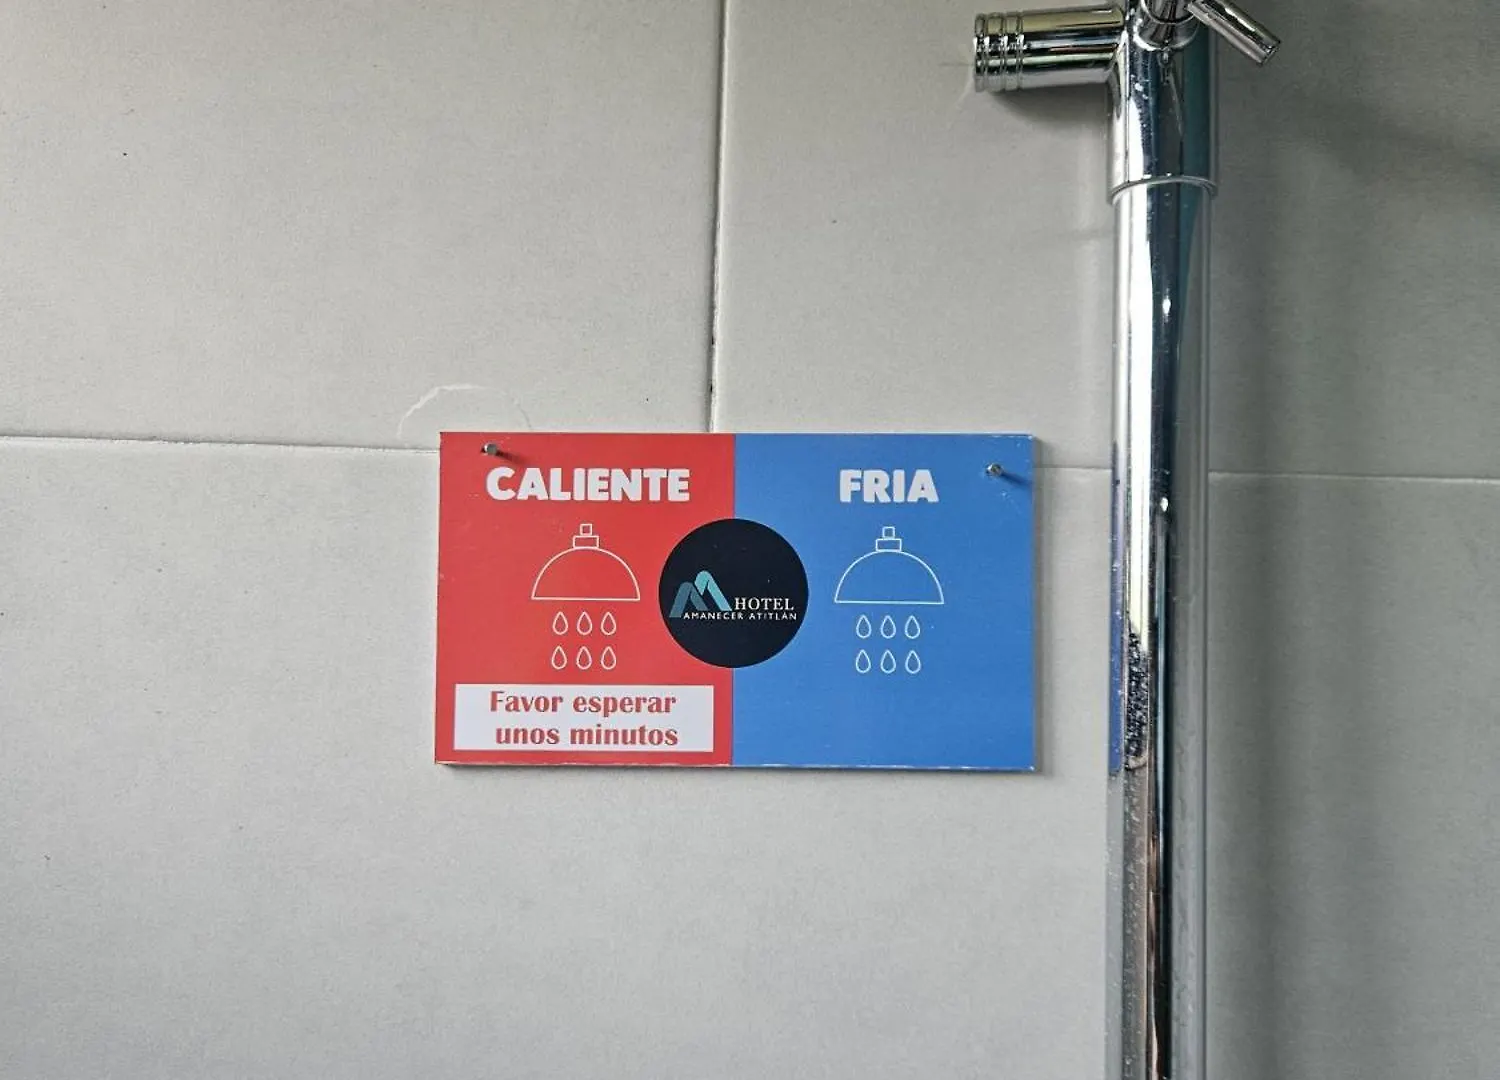 CALIENTE
FRIA
HOTEL
AMANECER ATITLÁN
Favor esperar
unos minutos